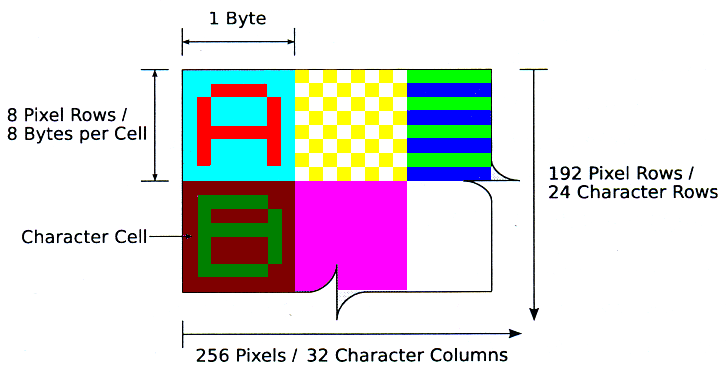 1 Byte
8 Pixel Rows /
8 Bytes per Cell
A
192 Pixel Rows /
24 Character Rows
Character Cell
B
256 Pixels / 32 Character Columns